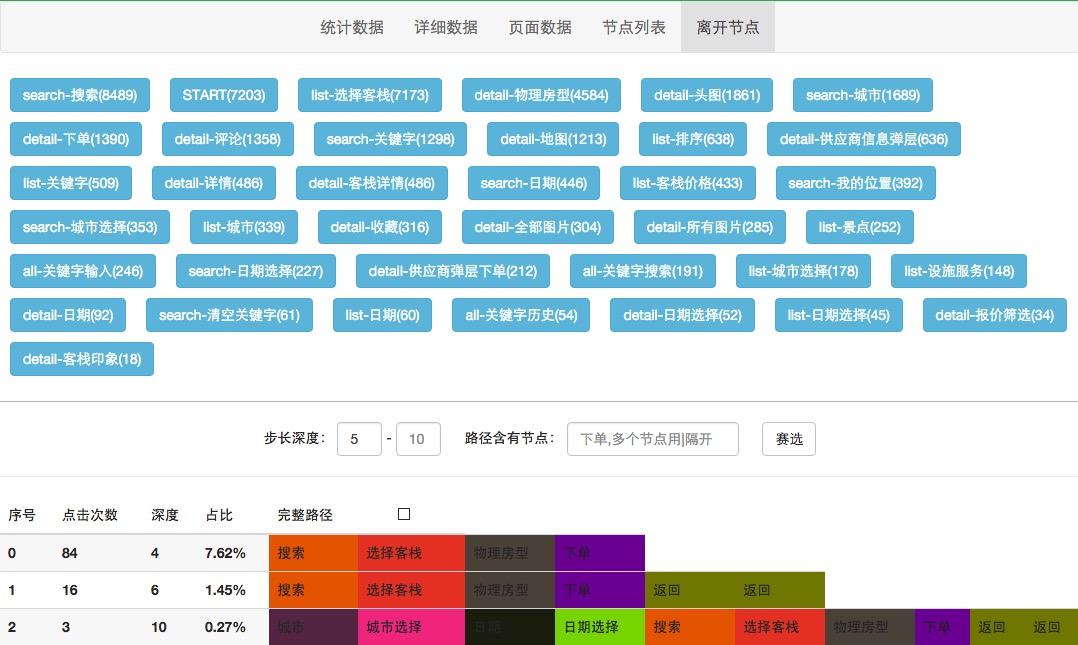 统计数据 详细数据 页面数据 节点列表 离开节点
search-搜索(8489) START(7203) list-选择客栈(7173) detail-物理房型(4584) detail-头图(1861) search-城市(1689)
detail-下单(1390) detail-评论(1358) search-关键字(1298) detail-地图(1213) list-排序(638) detail-供应商信息弹层(636)
list-关键字(509) detail-详情(486) detail-客栈详情(486) search-日期(446) list-客栈价格(433) search-我的位置(392)
search-城市选择(353) list-城市(339) detail-收藏(316) detail-全部图片(304) detail-所有图片(285) list-景点(252)
all-关键字输入(246) search-日期选择(227) detail-供应商弹层下单(212) all-关键字搜索(191) list-城市选择(178) list-设施服务(148)
detail-日期(92) search-清空关键字(61) list-日期(60) all-关键字历史(54) detail-日期选择(52) list-日期选择(45) detail-报价筛选(34)
detail-客栈印象(18)
步长深度： 5 - 10 路径含有节点： 下单,多个节点用|隔开 赛选
序号 点击次数 深度 占比 完整路径
0 84 4 7.62% 搜索 选择客栈 物理房型 下单
1 16 6 1.45% 搜索 选择客栈 物理房型 下单 返回 返回
2 3 10 0.27% 城市 城市选择 日期 日期选择 搜索 选择客栈 物理房型 下单 返回 返回